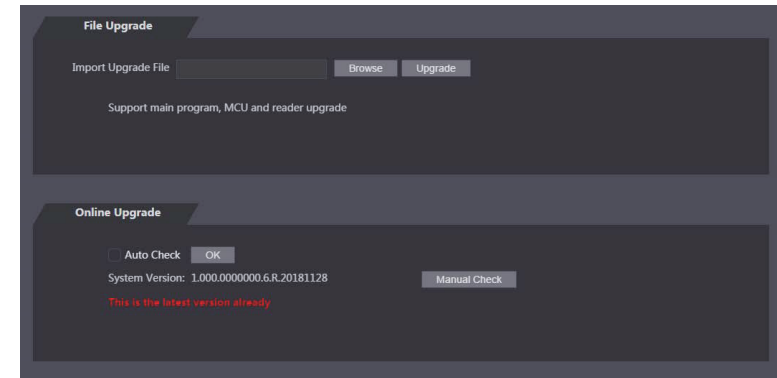 File Upgrade
Import Upgrade File Browse Upgrade
Support main program, MCU and reader upgrade
Online Upgrade
Auto Check OK
System Version: 1.000.0000000.6.R.20181128 Manual Check
This is the latest version already